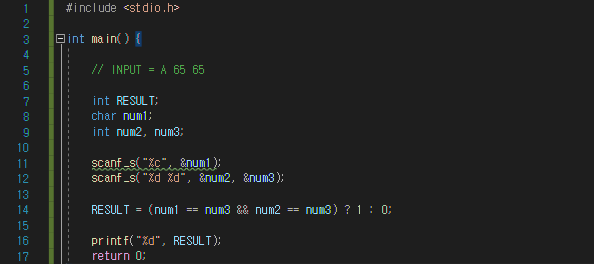 1 #include <stdio.h>
2
3 int main() {
4
5 // INPUT = A 65 65
6
7 int RESULT;
8 char num1;
9 int num2, num3;
10
11 scanf_s("%c", &num1);
12 scanf_s("%d %d", &num2, &num3);
13
14 RESULT = (num1 == num3 && num2 == num3) ? 1 : 0;
15
16 printf("%d", RESULT);
17 return 0;